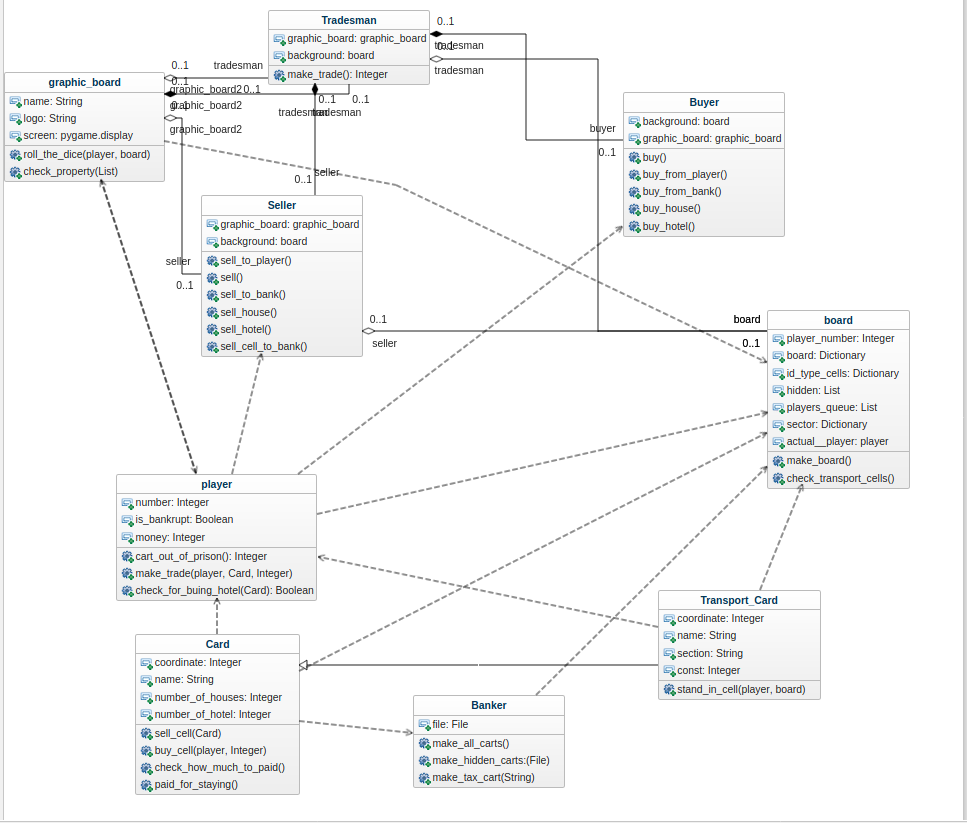 Tradesman
graphic_board: graphic_board
background: board
make_trade(): Integer
0..1
tradesman
0..1
tradesman
0..1
tradesman
0..1
graphic_board2
0..1
0..1
graphic_board2
graphic_board2
0..1
0..1
tradesman
tradesman
graphic_board
name: String
logo: String
screen: pygame.display
roll_the_dice(player, board)
check_property(List)
Buyer
background: board
graphic_board: graphic_board
buy()
buy_from_player()
buy_from_bank()
buy_house()
buy_hotel()
buyer
0..1
0..1
seller
Seller
graphic_board: graphic_board
background: board
sell_to_player()
sell()
sell_to_bank()
sell_house()
sell_hotel()
sell_cell_to_bank()
seller
0..1
0..1
seller
board
0..1
board
player_number: Integer
board: Dictionary
id_type_cells: Dictionary
hidden: List
players_queue: List
sector: Dictionary
actual__player: player
make_board()
check_transport_cells()
player
number: Integer
is_bankrupt: Boolean
money: Integer
cart_out_of_prison(): Integer
make_trade(player, Card, Integer)
check_for_buing_hotel(Card): Boolean
Transport_Card
coordinate: Integer
name: String
section: String
const: Integer
stand_in_cell(player, board)
Card
coordinate: Integer
name: String
number_of_houses: Integer
number_of_hotel: Integer
sell_cell(Card)
buy_cell(player, Integer)
check_how_much_to_paid()
paid_for_staying()
Banker
file: File
make_all_carts()
make_hidden_carts:(File)
make_tax_cart(String)